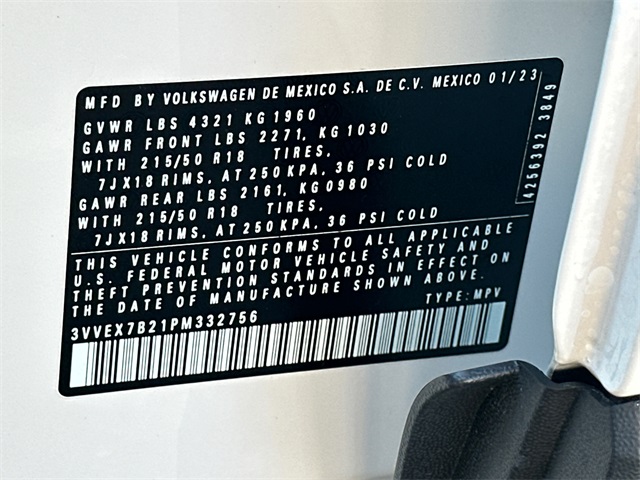 MFD BY VOLKSWAGEN DE MEXICO S.A. DE C.V. MEXICO 01/23
GVWR LBS 4321 KG 1960
GAWR FRONT LBS 2271, KG 1030
WITH 215/50 R18 TIRES,
7JX18 RIMS, AT 250 KPA, 36 PSI COLD
GAWR REAR LBS 2161, KG 0980
WITH 215/50 R18 TIRES,
7JX18 RIMS, AT 250 KPA, 36 PSI COLD
4256392 3849
THIS VEHICLE CONFORMS TO ALL APPLICABLE
U.S. FEDERAL MOTOR VEHICLE SAFETY AND
THEFT PREVENTION STANDARDS IN EFFECT ON
THE DATE OF MANUFACTURE SHOWN ABOVE.
3VVEX7B21PM332756 TYPE: MPV